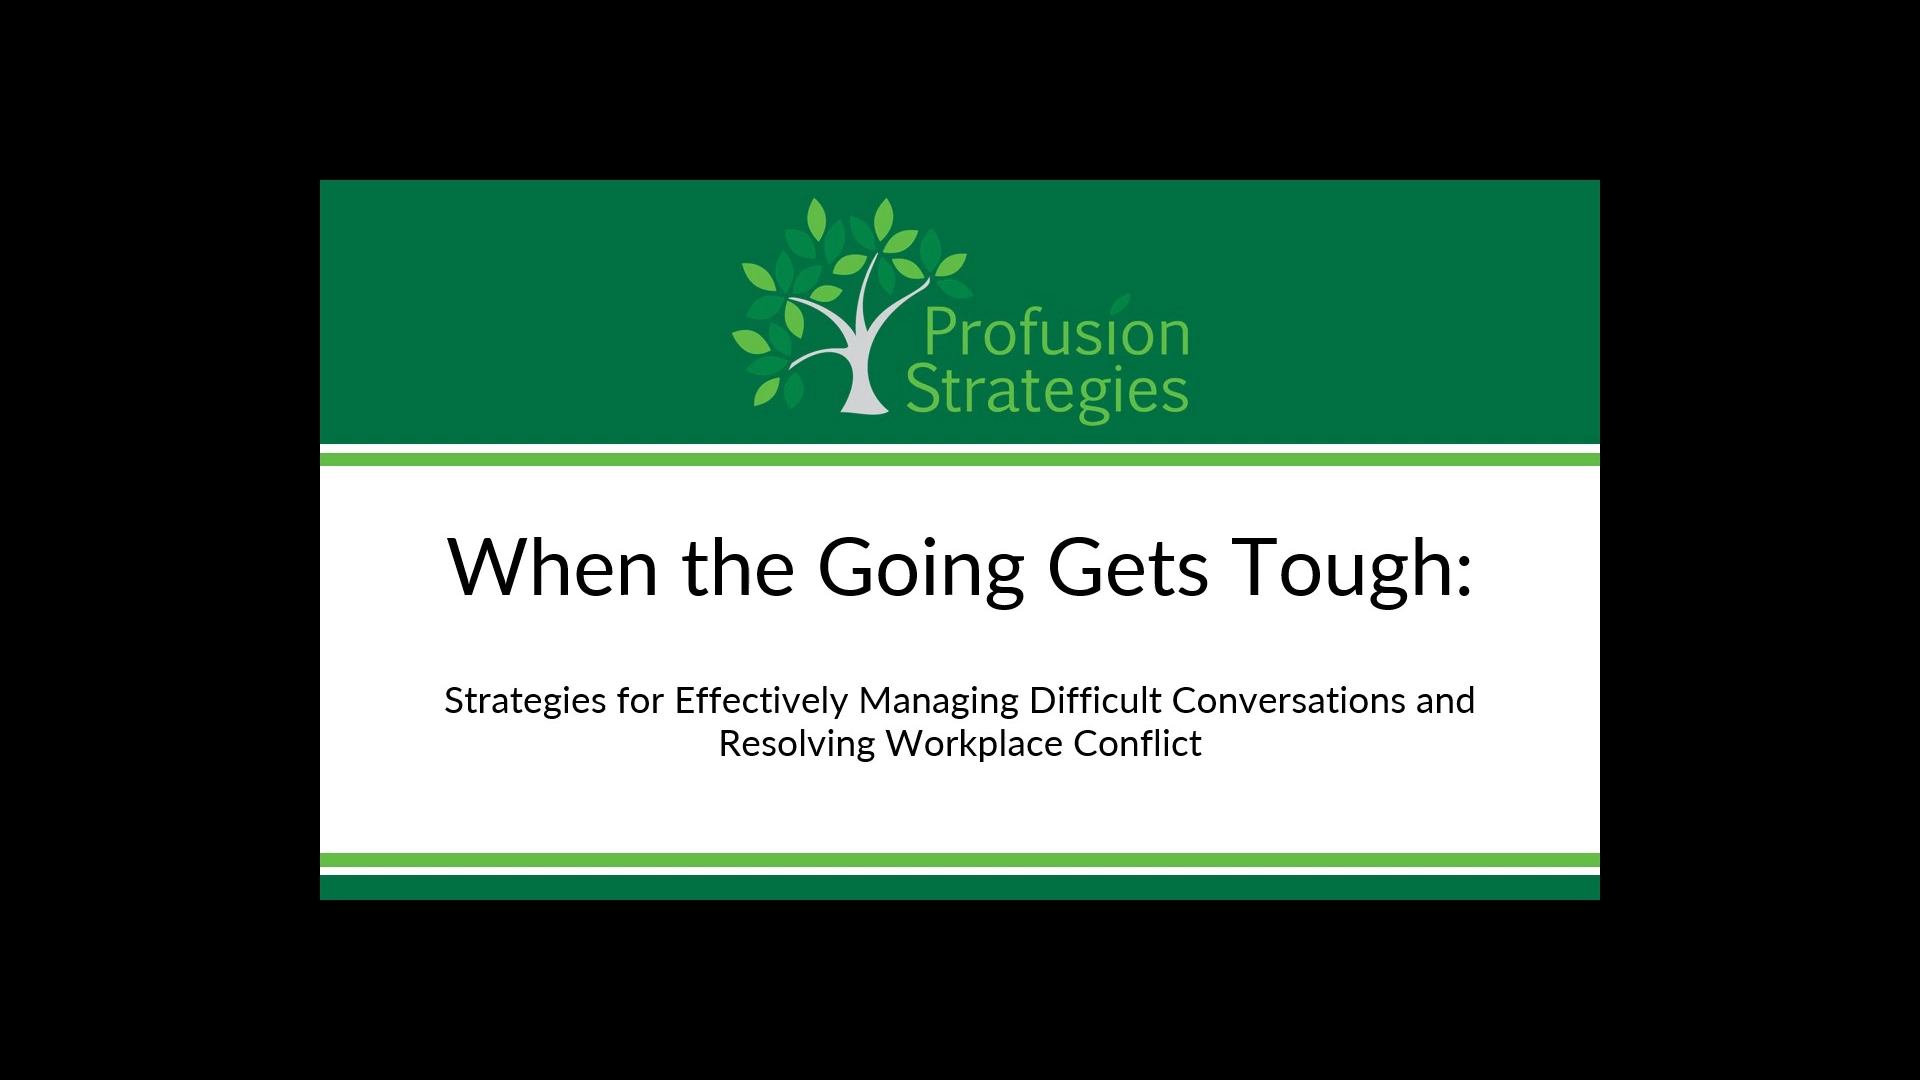 Profusion
Strategies
When the Going Gets Tough:
Strategies for Effectively Managing Difficult Conversations and
Resolving Workplace Conflict